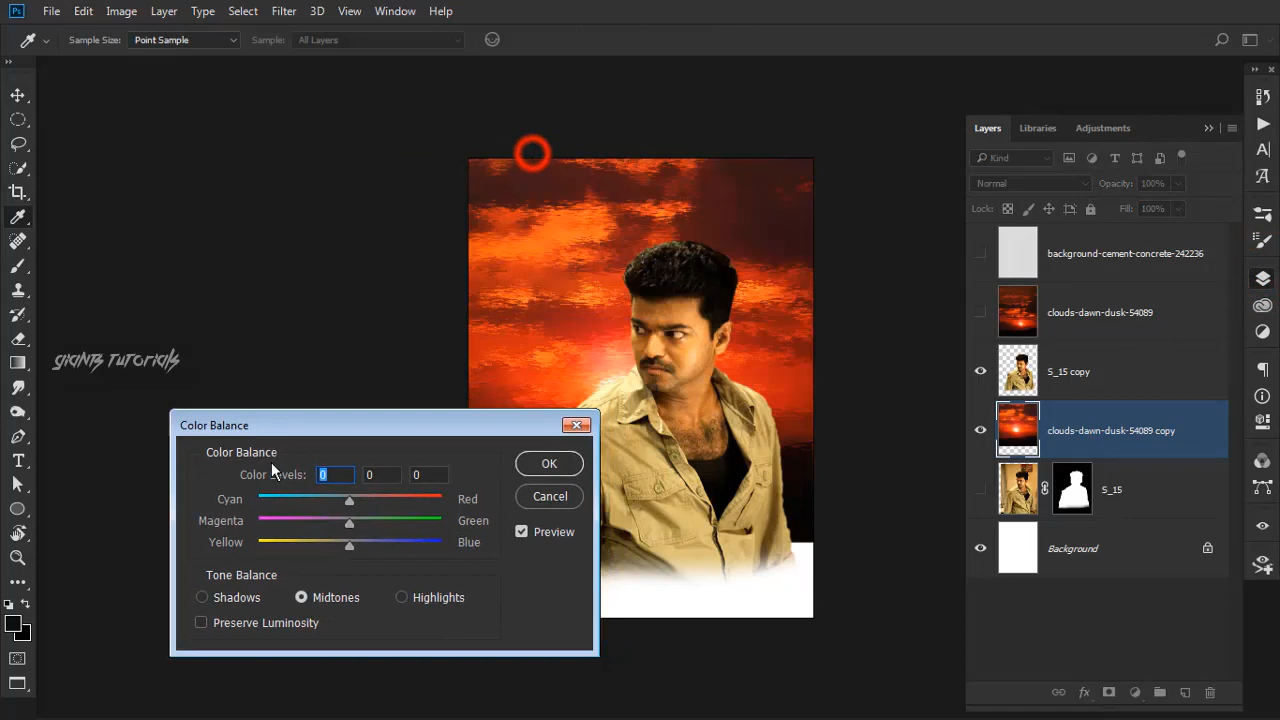 Ps File Edit Image Layer Type Select Filter 3D View Window Help
Sample Size: Point Sample Sample: All Layers
Layers Libraries Adjustments
Kind
Normal Opacity: 100%
Lock: Fill: 100%
background-cement-concrete-242236
clouds-dawn-dusk-54089
S_15 copy
clouds-dawn-dusk-54089 copy
S_15
Background
GIANTS TUTORIALS
Color Balance
Color Balance
Color Levels: 0 0 0
Cyan Red
Magenta Green
Yellow Blue
Tone Balance
Shadows Midtones Highlights
Preserve Luminosity
OK
Cancel
Preview